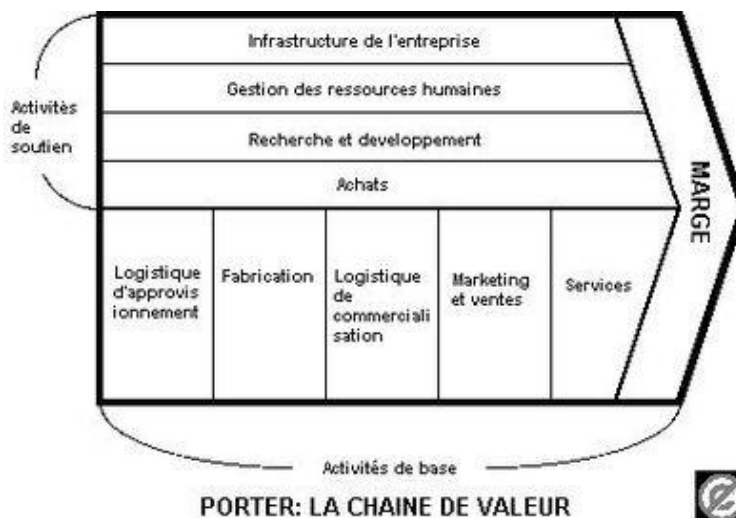 Infrastructure de l'entreprise
Gestion des ressources humaines
Recherche et developpement
Achats
Activités
de
soutien
MARGE
Logistique
d'approvis
ionnement
Fabrication
Logistique
de
commerciali
sation
Marketing
et ventes
Services
Activités de base
PORTER: LA CHAINE DE VALEUR